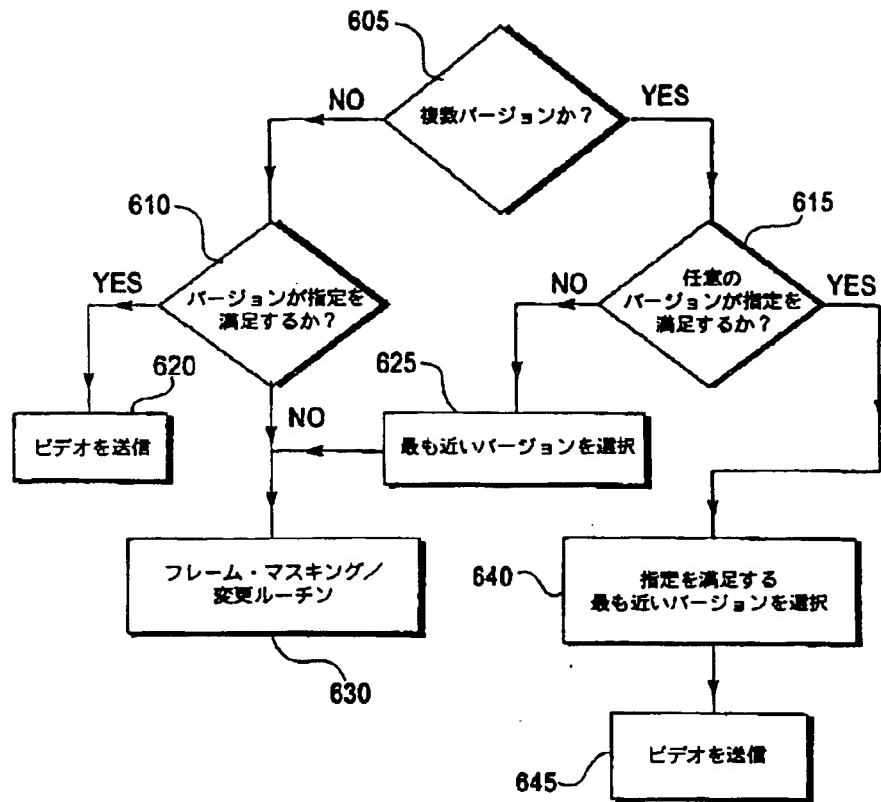 605
複数バージョンか？
NO
YES
610
615
バージョンが指定を
満足するか？
YES
任意の
バージョンが指定を
満足するか？
NO
YES
620
ビデオを送信
NO
625
最も近いバージョンを選択
フレーム・マスキング／
変更ルーチン
630
640
指定を満足する
最も近いバージョンを選択
645
ビデオを送信